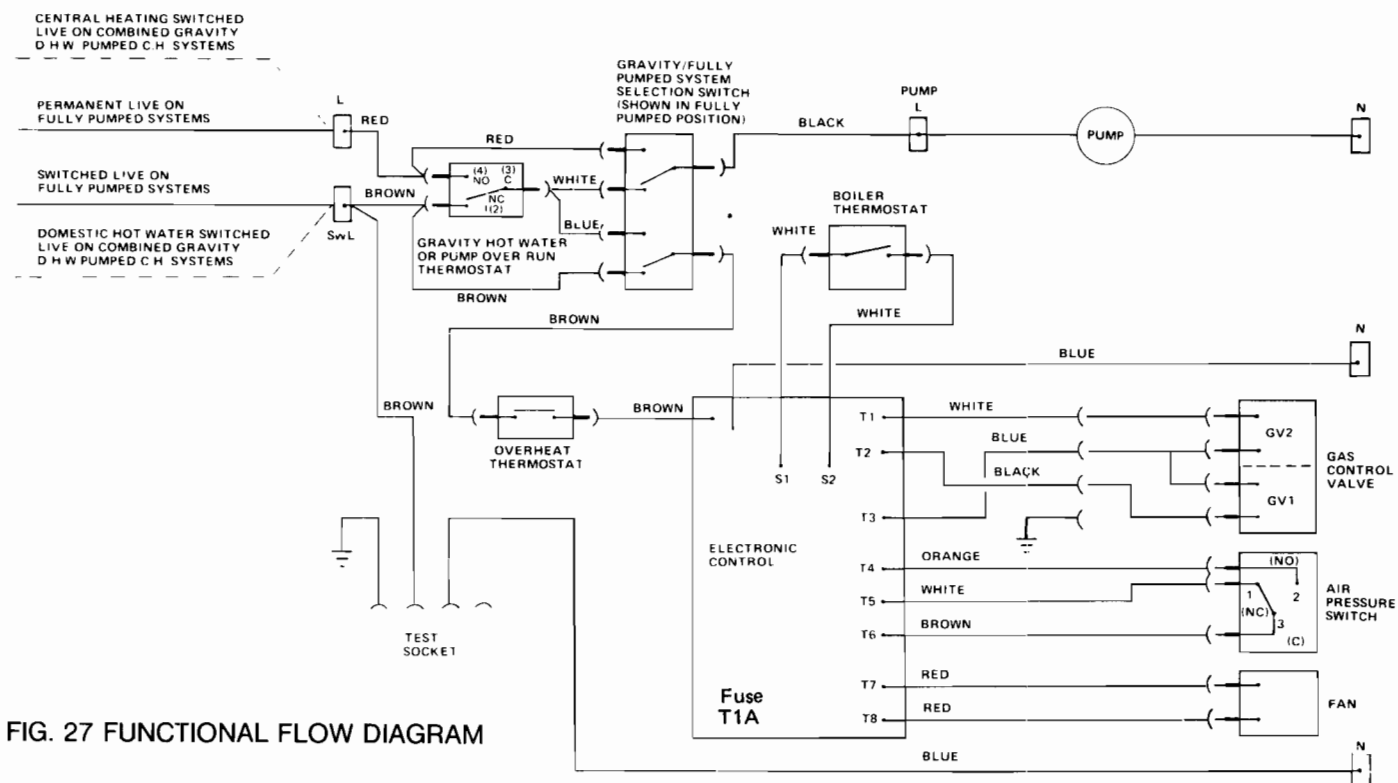 CENTRAL HEATING SWITCHED
LIVE ON COMBINED GRAVITY
D H W PUMPED C.H SYSTEMS
PERMANENT LIVE ON
FULLY PUMPED SYSTEMS
L
RED
SWITCHED LIVE ON
FULLY PUMPED SYSTEMS
BROWN
SwL
DOMESTIC HOT WATER SWITCHED
LIVE ON COMBINED GRAVITY
D H W PUMPED C H SYSTEMS
RED
(4) (3)
NO C
NC
1(2)
WHITE
BLUE
GRAVITY HOT WATER
OR PUMP OVER RUN
THERMOSTAT
BROWN
GRAVITY/FULLY
PUMPED SYSTEM
SELECTION SWITCH
(SHOWN IN FULLY
PUMPED POSITION)
BLACK
PUMP
L
PUMP
N
BOILER
THERMOSTAT
WHITE
WHITE
BROWN
BLUE
N
BROWN
OVERHEAT
THERMOSTAT
BROWN
S1
S2
ELECTRONIC
CONTROL
T1
WHITE
T2
BLUE
BLACK
T3
GV2
GV1
GAS
CONTROL
VALVE
T4
ORANGE
T5
WHITE
T6
BROWN
(NO)
1
2
(NC)
3
(C)
AIR
PRESSURE
SWITCH
T7
RED
T8
RED
FAN
Fuse
T1A
TEST
SOCKET
BLUE
N
FIG. 27 FUNCTIONAL FLOW DIAGRAM